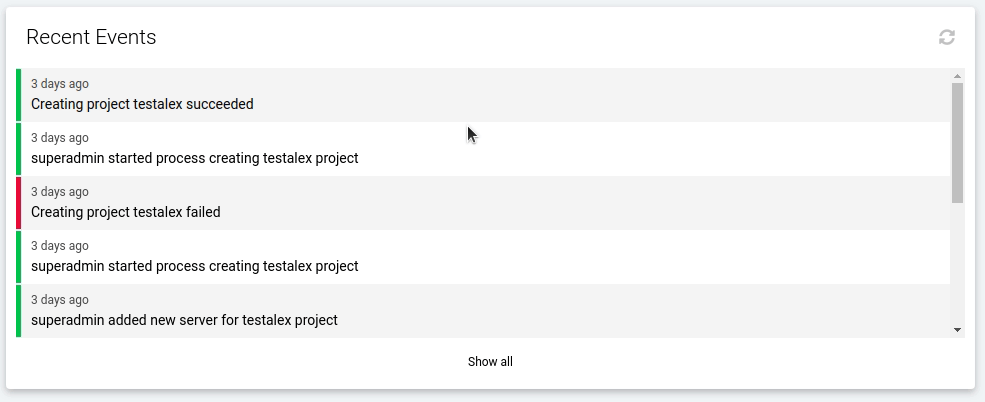 Recent Events
3 days ago
Creating project testalex succeeded
3 days ago
superadmin started process creating testalex project
3 days ago
Creating project testalex failed
3 days ago
superadmin started process creating testalex project
3 days ago
superadmin added new server for testalex project
Show all